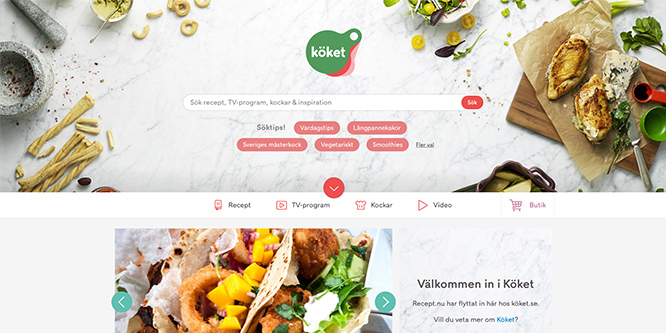 köket
Sök recept, TV-program, kockar & inspiration
Sök
Söktips!
Vardagstips
Långpannekakor
Sveriges mästerkock
Vegetariskt
Smoothies
Fler val
Recept
TV-program
Kockar
Video
Butik
Välkommen in i Köket
Recept.nu har flyttat in här hos köket.se.
Vill du veta mer om Köket?